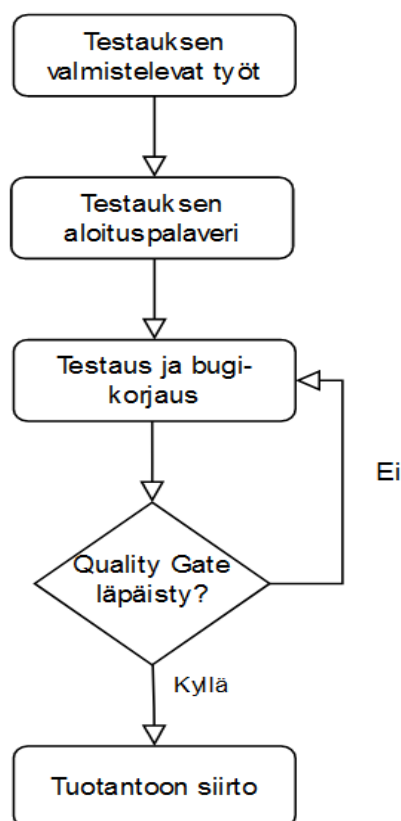 Testauksen
valmistelevat työt
Testauksen
aloituspalaveri
Testaus ja bugi-
korjaus
Ei
Quality Gate
läpäisty?
Kyllä
Tuotantoon siirto